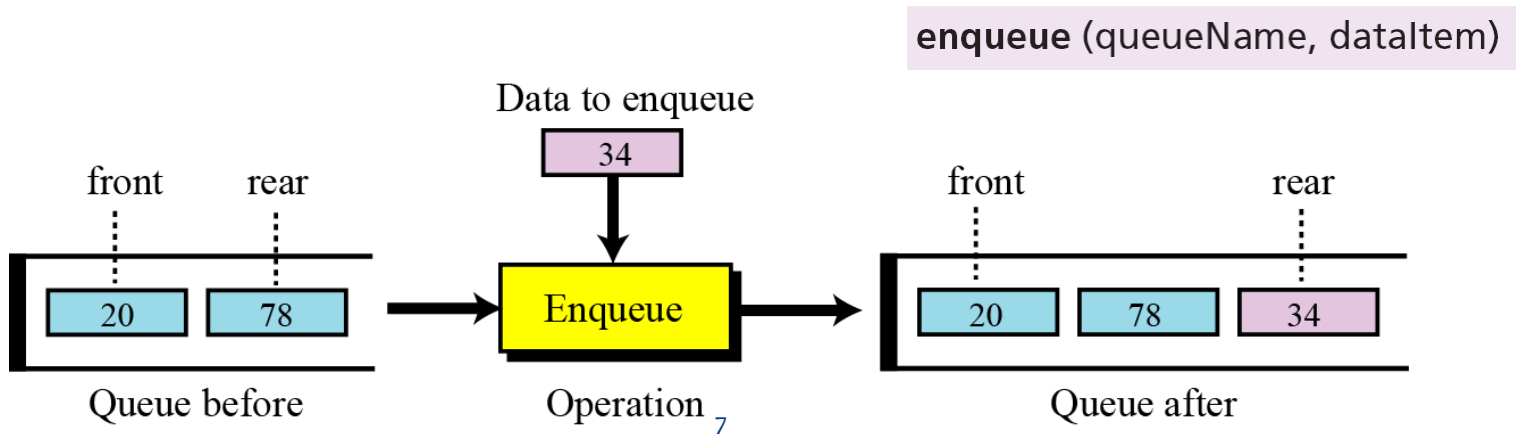 enqueue (queueName, dataItem)
Data to enqueue
34
front rear
front rear
20 78
Enqueue
20 78 34
Queue before
Operation
7
Queue after